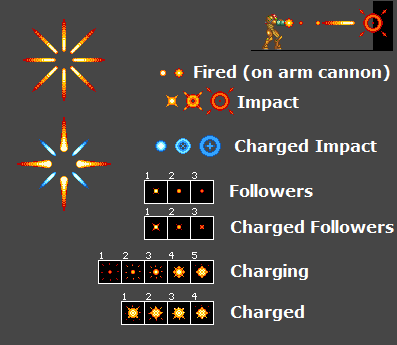 Fired (on arm cannon)
Impact
Charged Impact
1 2 3
Followers
1 2 3
Charged Followers
1 2 3 4 5
Charging
1 2 3 4
Charged